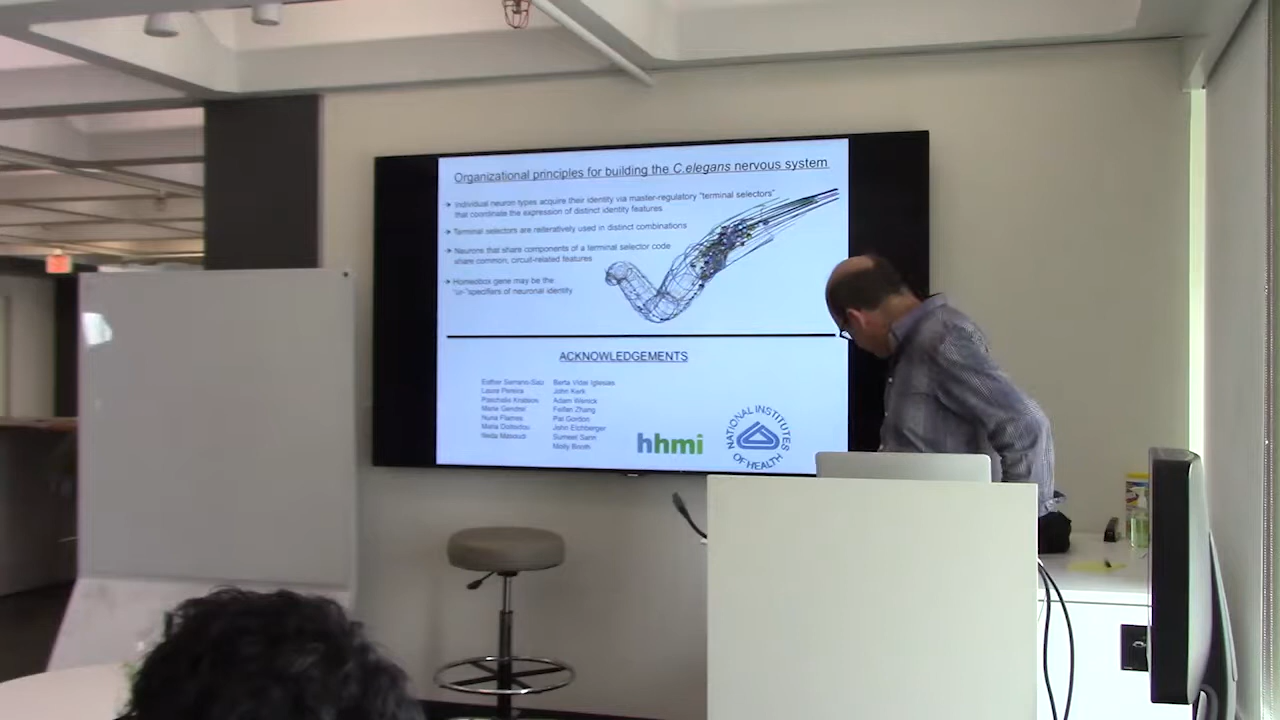 Organizational principles for building the C.elegans nervous system
individual neuron types acquire their identity via master-regulatory "terminal selectors"
that coordinate the expression of distinct identity features
Terminal selectors are reiteratively used in distinct combinations
Neurons that share components of a terminal selector code
share common, circuit-related features
Homeobox gene may be the
"ur-"specifiers of neuronal identity
ACKNOWLEDGEMENTS
Esther Serrano-Saiz
Laura Pereira
Paschalis Kratsios
Marie Gendrel
Nuria Flames
Maria Doitsidou
Neda Masoudi
Berta Vidal Iglesias
John Kerk
Adam Wenick
Feifan Zhang
Pat Gordon
John Etchberger
Sumeet Sarin
Molly Booth
hhmi
NATIONAL INSTITUTES
OF HEALTH